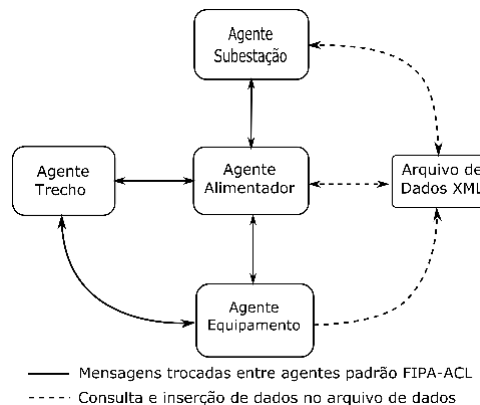 Agente
Subestação
Agente
Trecho
Agente
Alimentador
Arquivo de
Dados XML
Agente
Equipamento
Mensagens trocadas entre agentes padrão FIPA-ACL
Consulta e inserção de dados no arquivo de dados